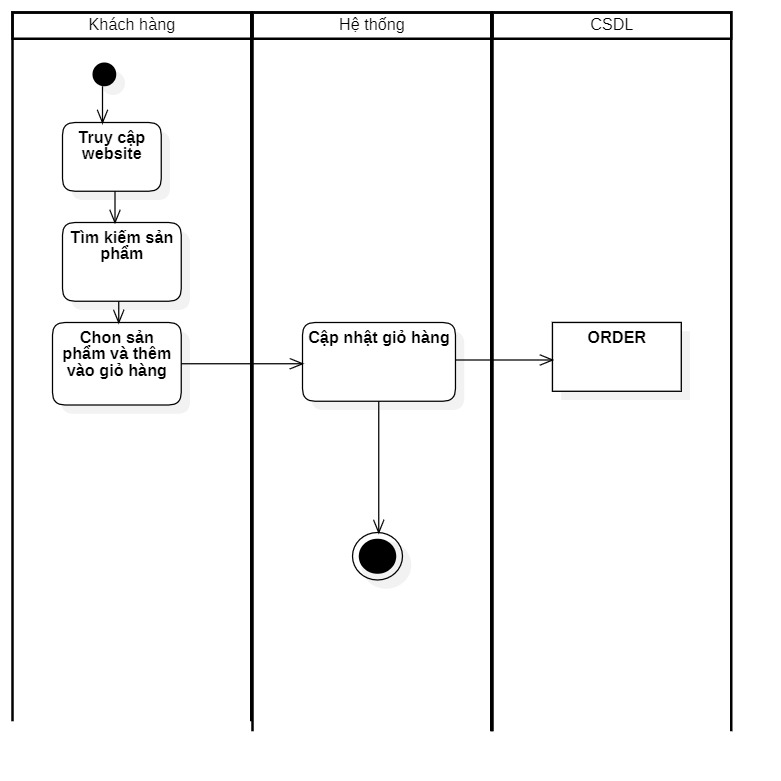 Khách hàng
Hệ thống
CSDL
Truy cập
website
Tìm kiếm sản
phẩm
Chon sản
phẩm và thêm
vào giỏ hàng
Cập nhật giỏ hàng
ORDER